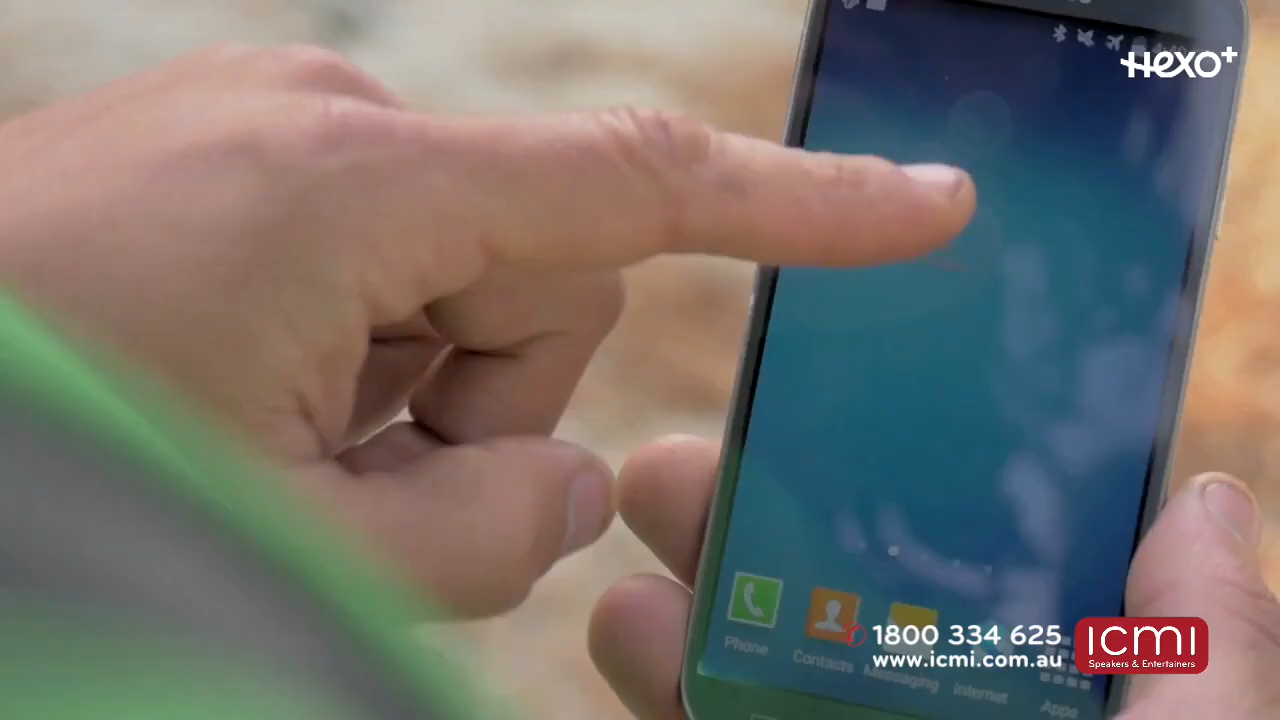 HEXO+
1800 334 625
www.icmi.com.au
ICMI
Speakers & Entertainers
Phone
Contacts
Messaging
Internet
Apps